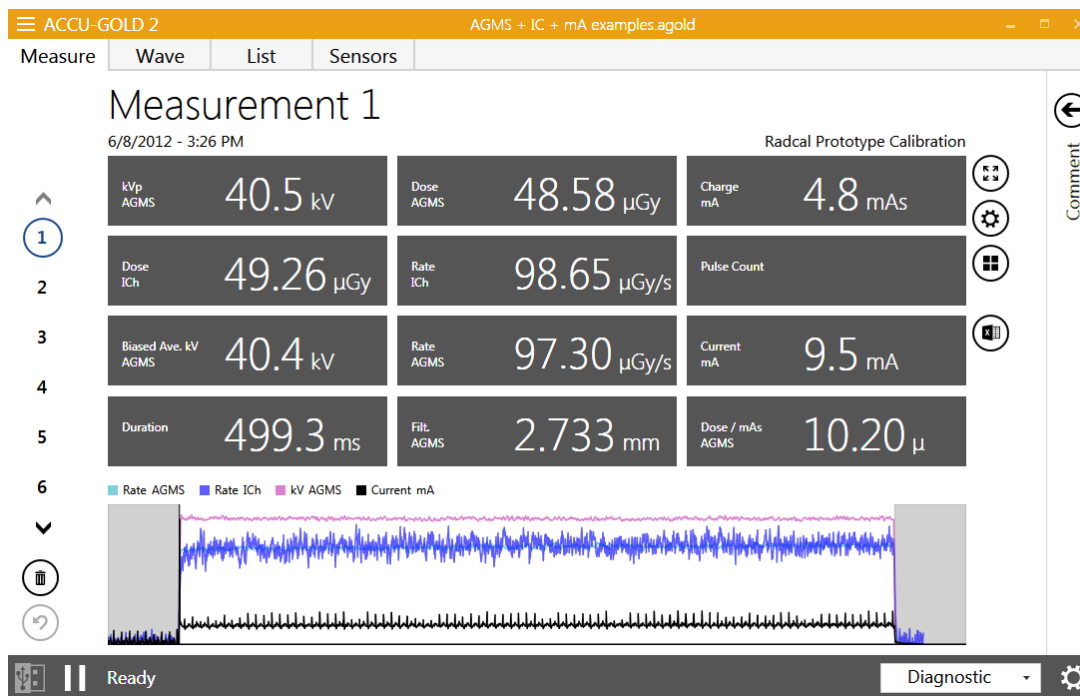 ACCU-GOLD 2
AGMS + IC + mA examples.agold
Measure
Wave
List
Sensors
Measurement 1
6/8/2012 - 3:26 PM
Radcal Prototype Calibration
Comment
kVp
AGMS
40.5 kV
Dose
AGMS
48.58 µGy
Charge
mA
4.8 mAs
Dose
ICh
49.26 µGy
Rate
ICh
98.65 µGy/s
Pulse Count
Biased Ave. kV
AGMS
40.4 kV
Rate
AGMS
97.30 µGy/s
Current
mA
9.5 mA
Duration
499.3 ms
Filt.
AGMS
2.733 mm
Dose / mAs
AGMS
10.20 µ
1
2
3
4
5
6
Rate AGMS
Rate ICh
kV AGMS
Current mA
Ready
Diagnostic